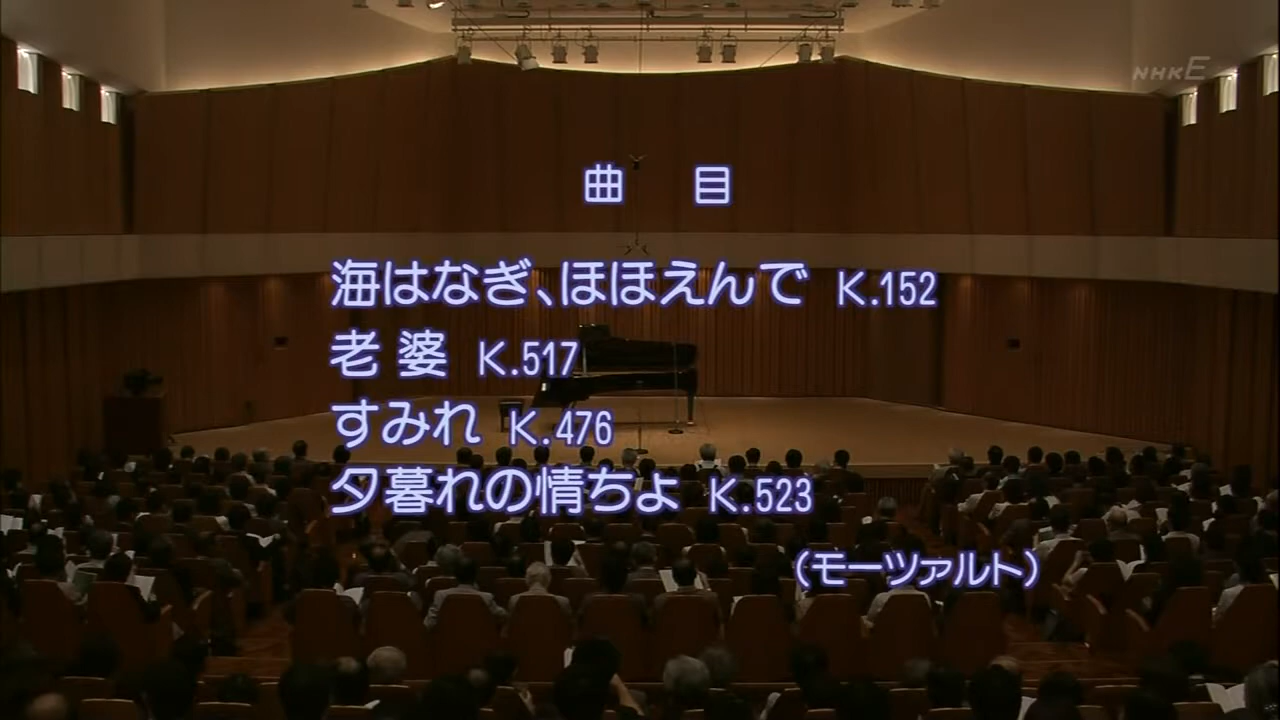 NHKE
曲 目
海はなぎ、ほほえんで K.152
老婆 K.517
すみれ K.476
夕暮れの情ちょ K.523
(モーツァルト)